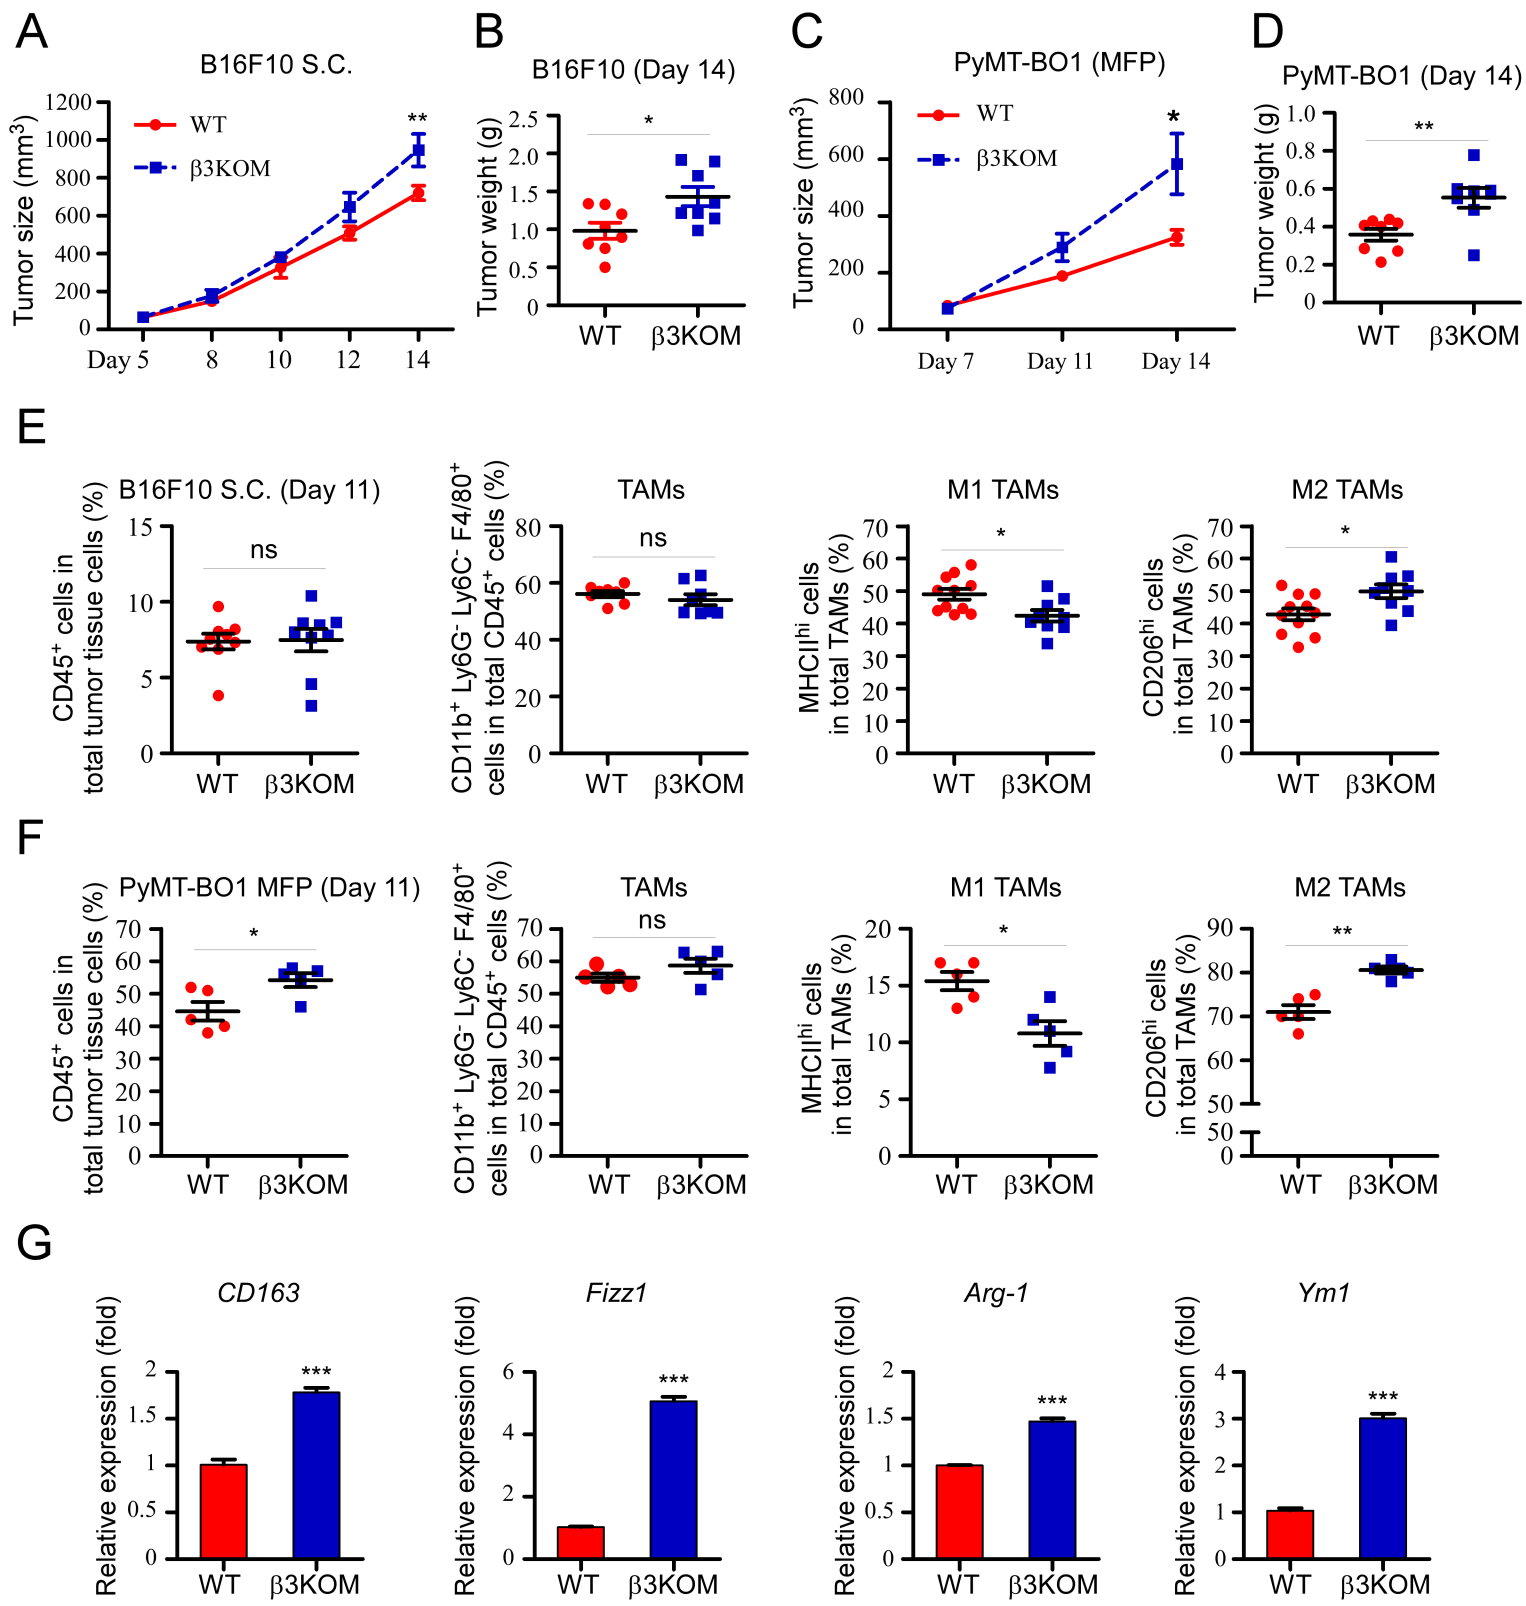 A
B16F10 S.C.
Tumor size (mm³)
1200
1000
800
600
400
200
0
WT
β3KOM
**
Day 5
8
10
12
14
B
B16F10 (Day 14)
Tumor weight (g)
2.5
2.0
1.5
1.0
0.5
0
*
WT
β3KOM
C
PyMT-BO1 (MFP)
Tumor size (mm³)
800
600
400
200
0
WT
β3KOM
*
Day 7
Day 11
Day 14
D
PyMT-BO1 (Day 14)
Tumor weight (g)
1.0
0.8
0.6
0.4
0.2
0
**
WT
β3KOM
E
B16F10 S.C. (Day 11)
CD45⁺ cells in
total tumor tissue cells (%)
15
10
5
0
ns
WT
β3KOM
TAMs
CD11b⁺ Ly6G⁻ Ly6C⁻ F4/80⁺
cells in total CD45⁺ cells (%)
80
60
40
20
0
ns
WT
β3KOM
M1 TAMs
MHCIIʰⁱ cells
in total TAMs (%)
70
60
50
40
30
20
10
0
*
WT
β3KOM
M2 TAMs
CD206ʰⁱ cells
in total TAMs (%)
70
60
50
40
30
20
10
0
*
WT
β3KOM
F
PyMT-BO1 MFP (Day 11)
CD45⁺ cells in
total tumor tissue cells (%)
70
60
50
40
30
20
10
0
*
WT
β3KOM
TAMs
CD11b⁺ Ly6G⁻ Ly6C⁻ F4/80⁺
cells in total CD45⁺ cells (%)
70
60
50
40
30
20
10
0
ns
WT
β3KOM
M1 TAMs
MHCIIʰⁱ cells
in total TAMs (%)
20
15
10
5
0
*
WT
β3KOM
M2 TAMs
CD206ʰⁱ cells
in total TAMs (%)
90
80
70
60
50
50
0
**
WT
β3KOM
G
CD163
Relative expression (fold)
2
1.5
1
0.5
0
***
WT
β3KOM
Fizz1
Relative expression (fold)
6
4
2
0
***
WT
β3KOM
Arg-1
Relative expression (fold)
2
1.5
1
0.5
0
***
WT
β3KOM
Ym1
Relative expression (fold)
4
3
2
1
0
***
WT
β3KOM